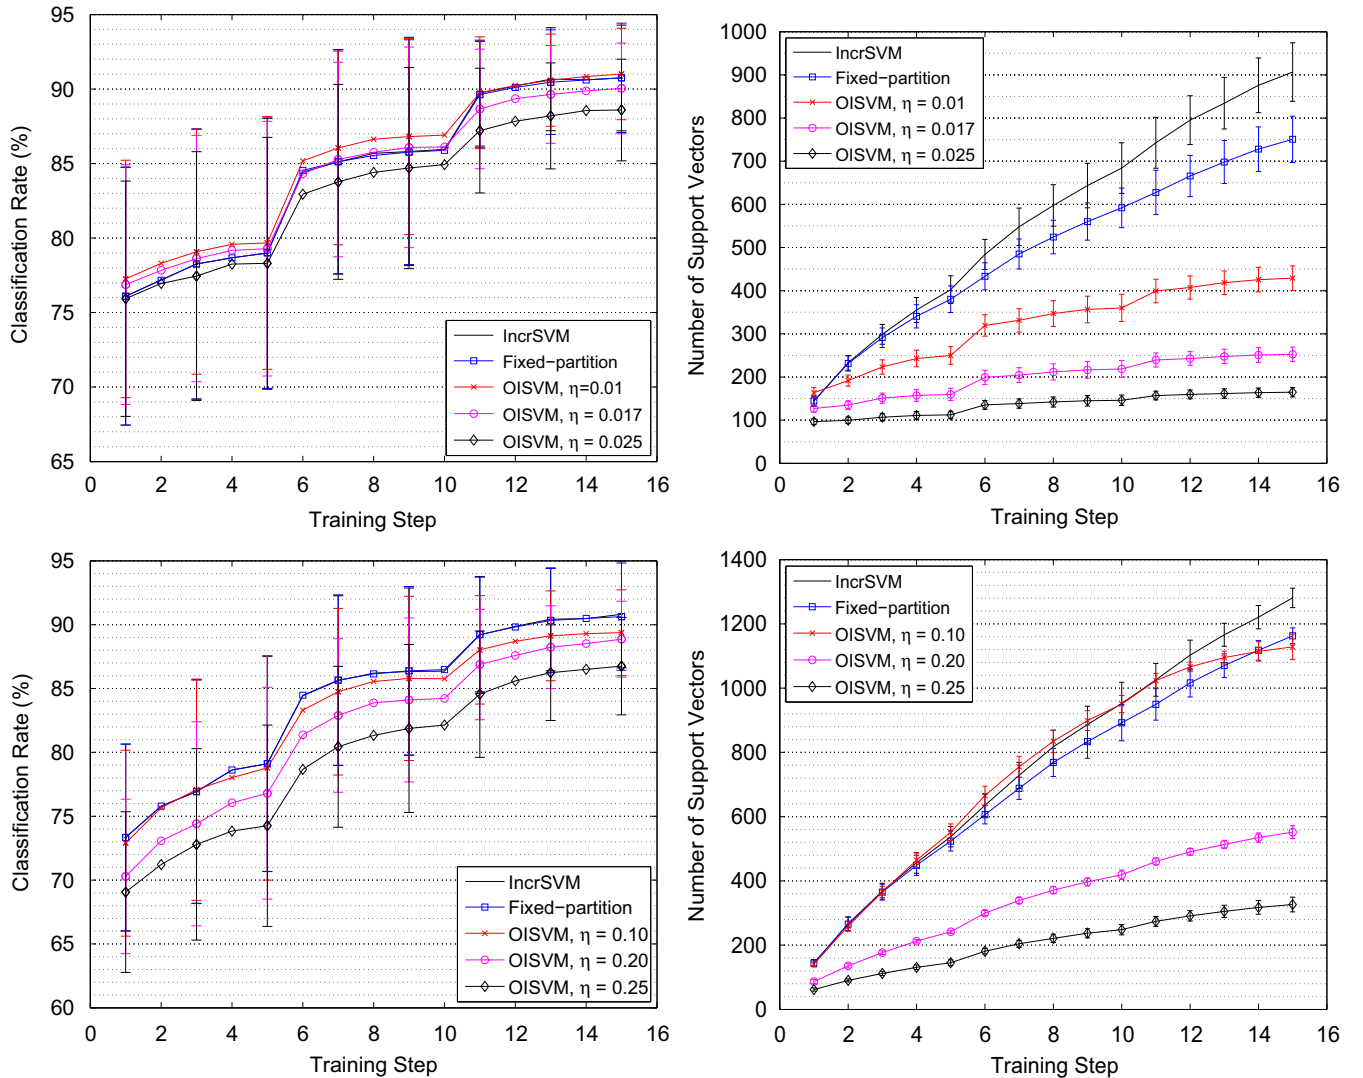 95
90
85
80
75
70
65
0 2 4 6 8 10 12 14 16
Classification Rate (%)
Training Step
IncrSVM
Fixed−partition
OISVM, η=0.01
OISVM, η = 0.017
OISVM, η = 0.025
1000
900
800
700
600
500
400
300
200
100
0
0 2 4 6 8 10 12 14 16
Number of Support Vectors
Training Step
IncrSVM
Fixed−partition
OISVM, η = 0.01
OISVM, η = 0.017
OISVM, η = 0.025
95
90
85
80
75
70
65
60
0 2 4 6 8 10 12 14 16
Classification Rate (%)
Training Step
IncrSVM
Fixed−partition
OISVM, η = 0.10
OISVM, η = 0.20
OISVM, η = 0.25
1400
1200
1000
800
600
400
200
0
0 2 4 6 8 10 12 14 16
Number of Support Vectors
Training Step
IncrSVM
Fixed−partition
OISVM, η = 0.10
OISVM, η = 0.20
OISVM, η = 0.25